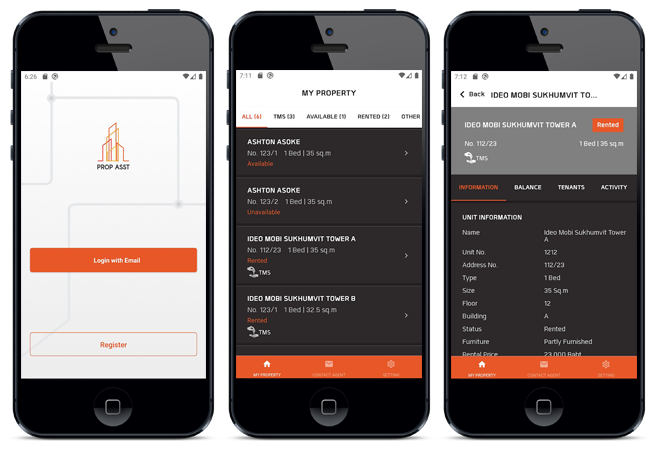 6:26
PROP ASST
Login with Email
Register
7:11
MY PROPERTY
ALL (6) TMS (3) AVAILABLE (1) RENTED (2) OTHER
ASHTON ASOKE
No. 123/1 1 Bed | 35 sq.m
Available
ASHTON ASOKE
No. 123/2 1 Bed | 35 sq.m
Unavailable
IDEO MOBI SUKHUMVIT TOWER A
No. 112/23 1 Bed | 35 sq.m
Rented
TMS
IDEO MOBI SUKHUMVIT TOWER B
No. 123/1 1 Bed | 32.5 sq.m
Rented
TMS
MY PROPERTY CONTACT AGENT SETTING
7:12
Back IDEO MOBI SUKHUMVIT TO...
IDEO MOBI SUKHUMVIT TOWER A Rented
No. 112/23 1 Bed | 35 sq.m
TMS
INFORMATION BALANCE TENANTS ACTIVITY
UNIT INFORMATION
Name Ideo Mobi Sukhumvit Tower
A
Unit No. 1212
Address No. 112/23
Type 1 Bed
Size 35 Sq.m
Floor 12
Building A
Status Rented
Furniture Partly Furnished
Rental Price 23,000 Baht
MY PROPERTY CONTACT AGENT SETTING